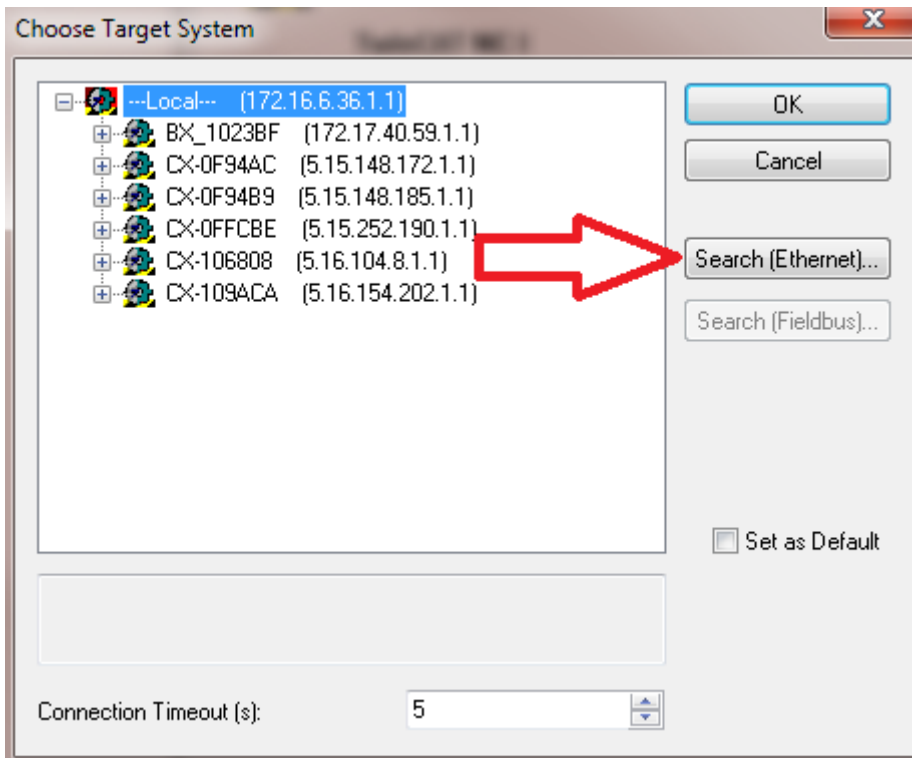 Choose Target System
---Local--- (172.16.6.36.1.1)
BX_1023BF (172.17.40.59.1.1)
CX-0F94AC (5.15.148.172.1.1)
CX-0F94B9 (5.15.148.185.1.1)
CX-0FFCBE (5.15.252.190.1.1)
CX-106808 (5.16.104.8.1.1)
CX-109ACA (5.16.154.202.1.1)
OK
Cancel
Search (Ethernet)...
Search (Fieldbus)...
Set as Default
Connection Timeout (s):
5